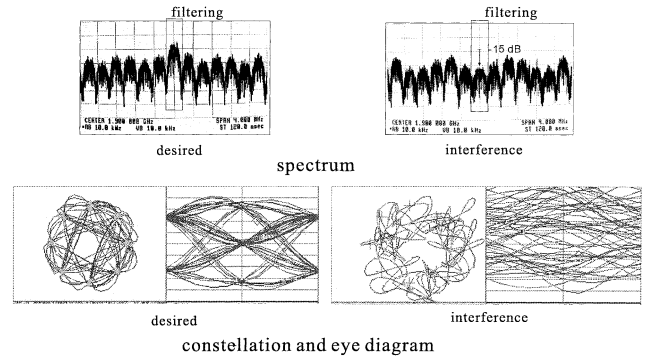 filtering
filtering
-15 dB
CENTER 1.900 000 GHz SPAN 4.000 MHz
*RB 10.0 kHz VB 10.0 kHz ST 120.0 msec
CENTER 1.900 000 GHz SPAN 4.000 MHz
*RB 10.0 kHz VB 10.0 kHz ST 120.0 msec
desired
interference
spectrum
desired
interference
constellation and eye diagram